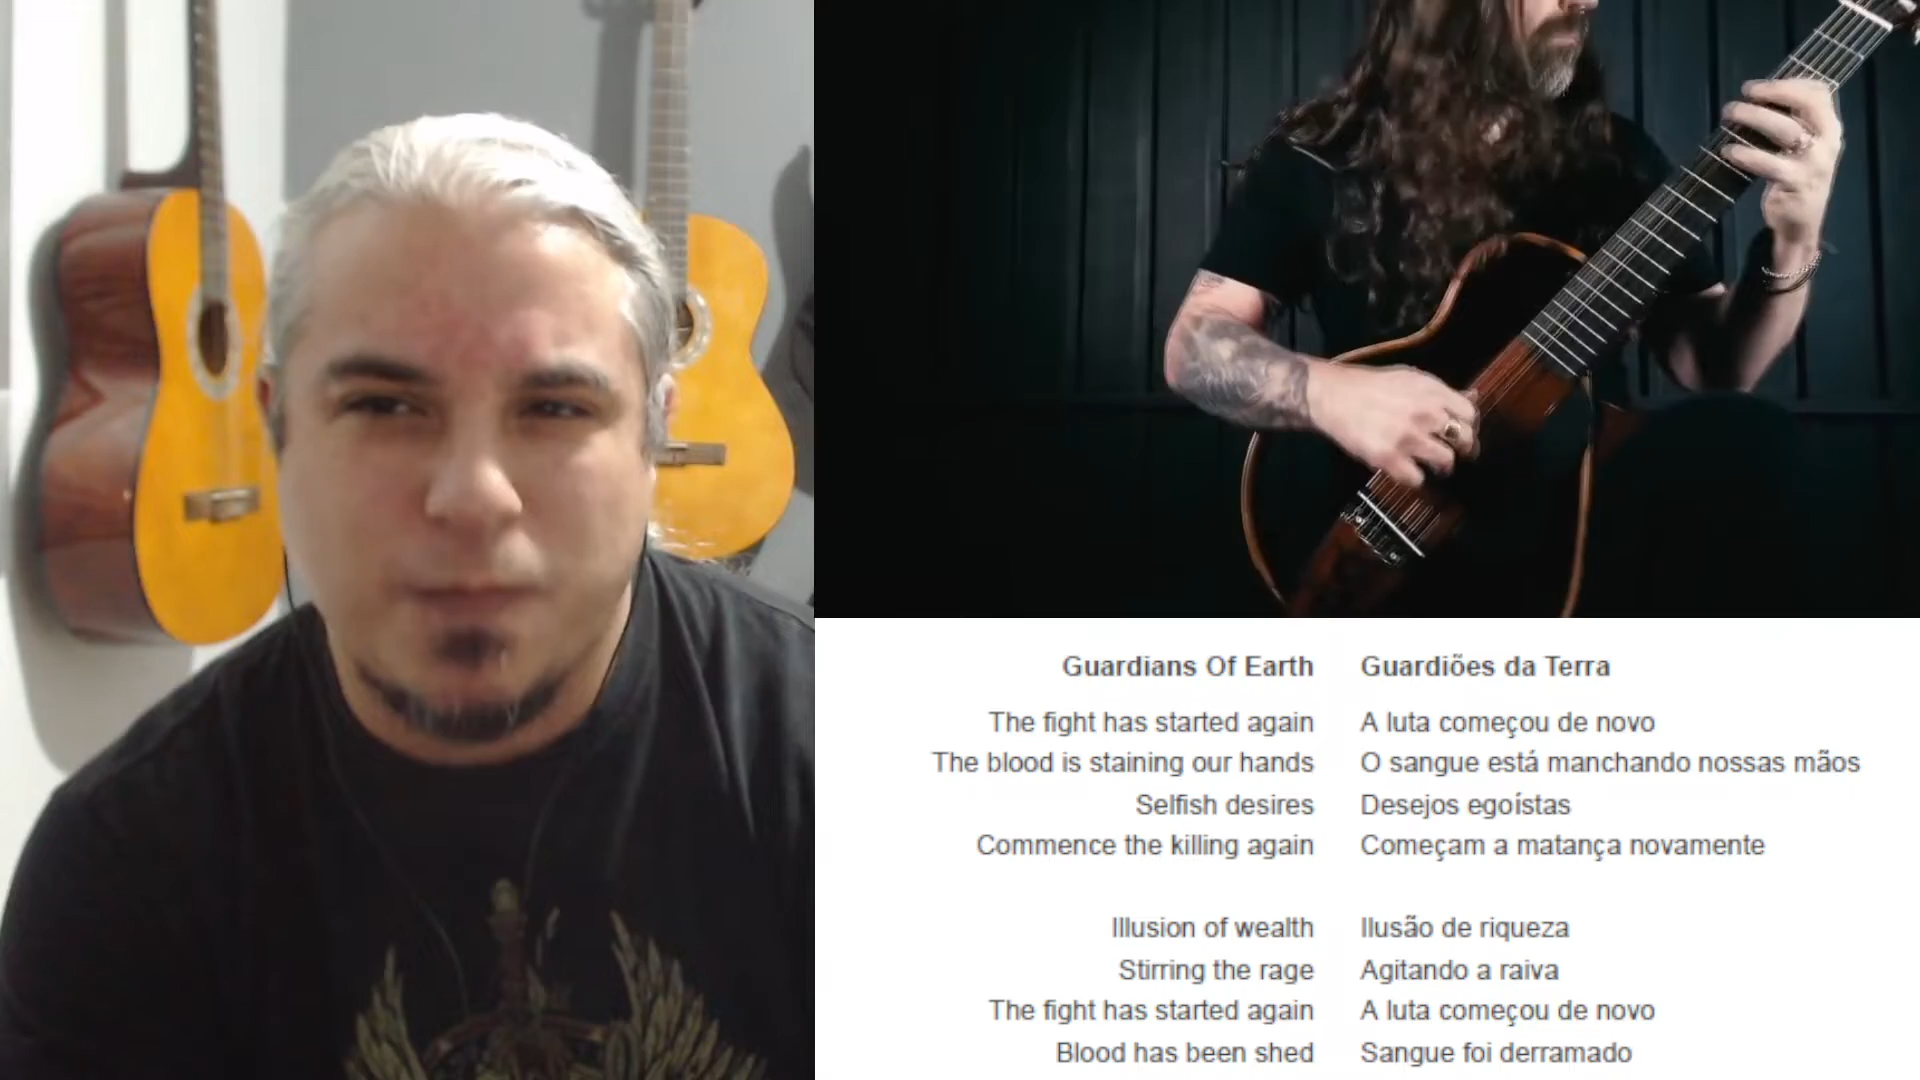 Guardians Of Earth
The fight has started again
The blood is staining our hands
Selfish desires
Commence the killing again
Illusion of wealth
Stirring the rage
The fight has started again
Blood has been shed
Guardiões da Terra
A luta começou de novo
O sangue está manchando nossas mãos
Desejos egoístas
Começam a matança novamente
Ilusão de riqueza
Agitando a raiva
A luta começou de novo
Sangue foi derramado